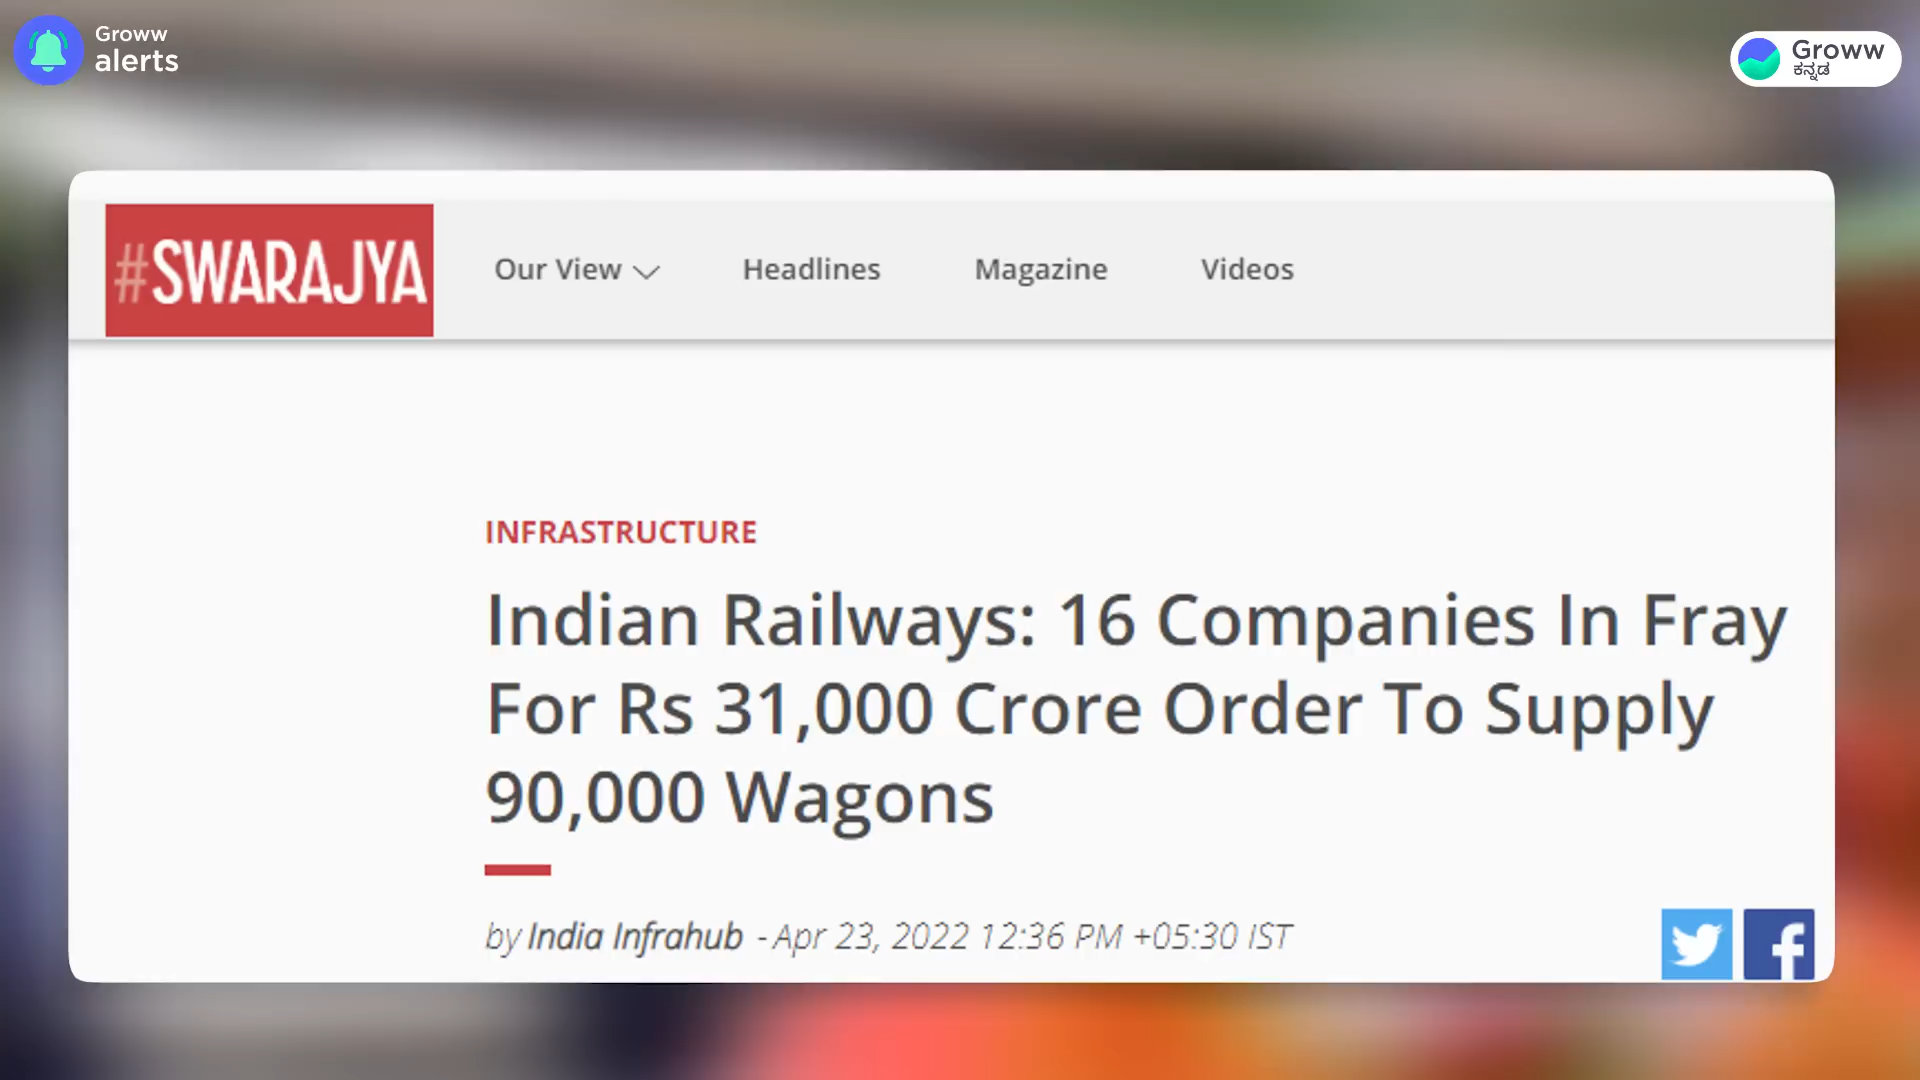 Groww
alerts
Groww
ಕನ್ನಡ
#SWARAJYA
Our View
Headlines
Magazine
Videos
INFRASTRUCTURE
Indian Railways: 16 Companies In Fray
For Rs 31,000 Crore Order To Supply
90,000 Wagons
by India Infrahub - Apr 23, 2022 12:36 PM +05:30 IST